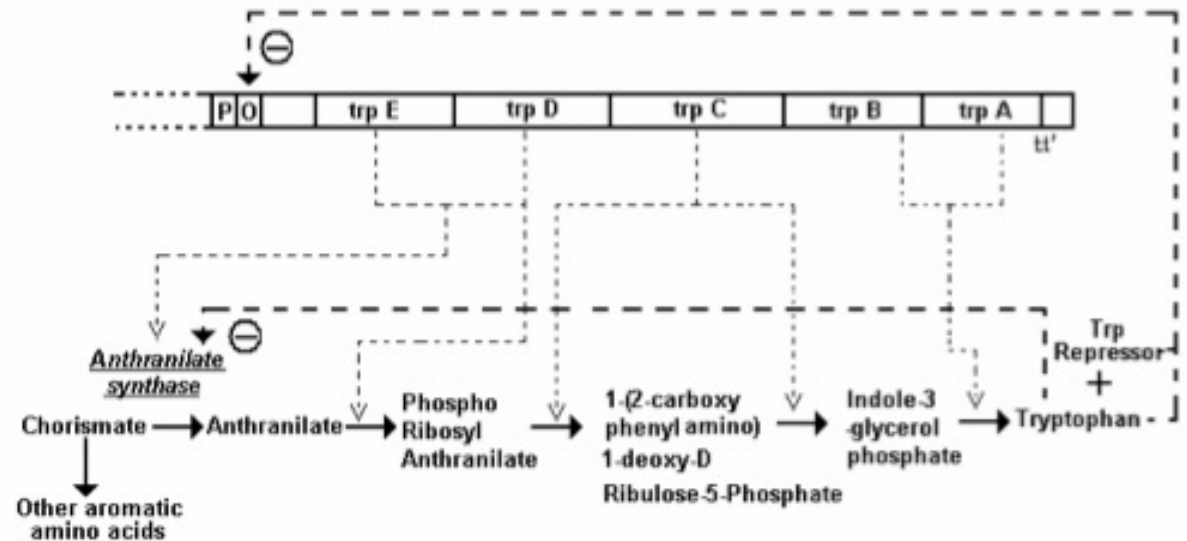 −
P O trp E trp D trp C trp B trp A
tt'
Anthranilate
synthase
−
Trp
Repressor
+
Chorismate
Anthranilate
Phospho
Ribosyl
Anthranilate
1-(2-carboxy
phenyl amino)
1-deoxy-D
Ribulose-5-Phosphate
Indole-3
-glycerol
phosphate
Tryptophan
Other aromatic
amino acids